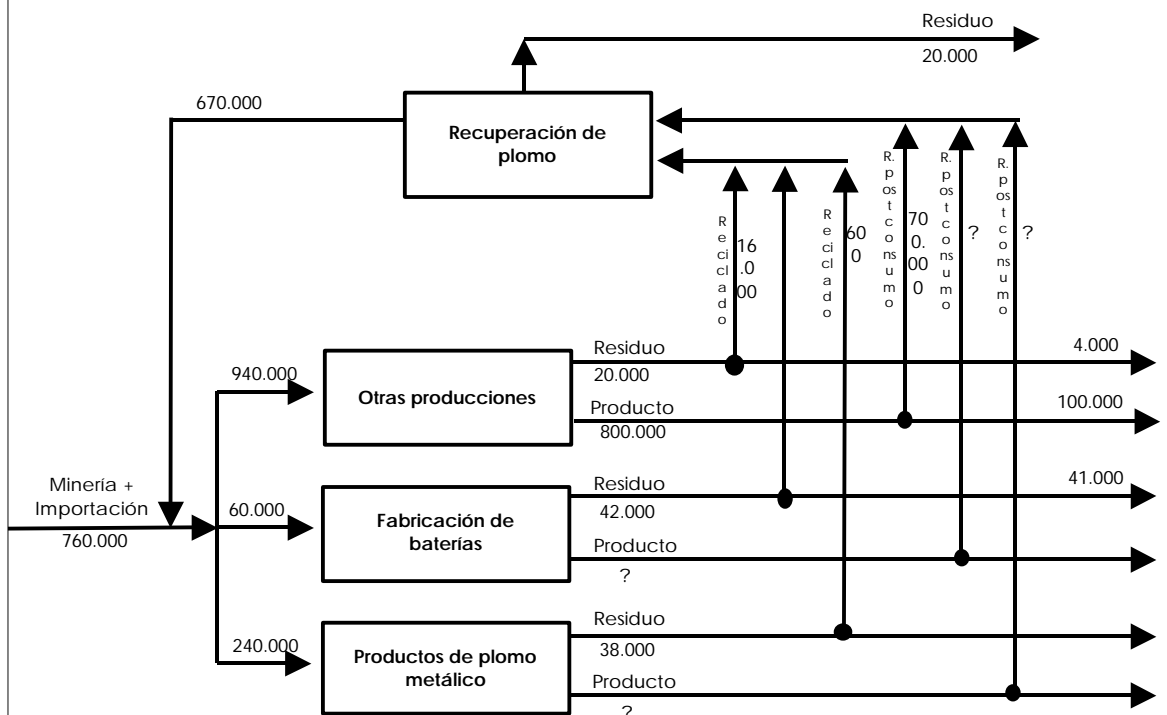 Residuo
20.000
670.000
Recuperación de
plomo
Reciclado
16.000
Reciclado
600
R. postconsumo
700.000
R. postconsumo
?
R. postconsumo
?
940.000
Otras producciones
Residuo
20.000
4.000
Producto
800.000
100.000
Minería +
Importación
760.000
60.000
Fabricación de
baterías
Residuo
42.000
41.000
Producto
?
240.000
Productos de plomo
metálico
Residuo
38.000
Producto
?